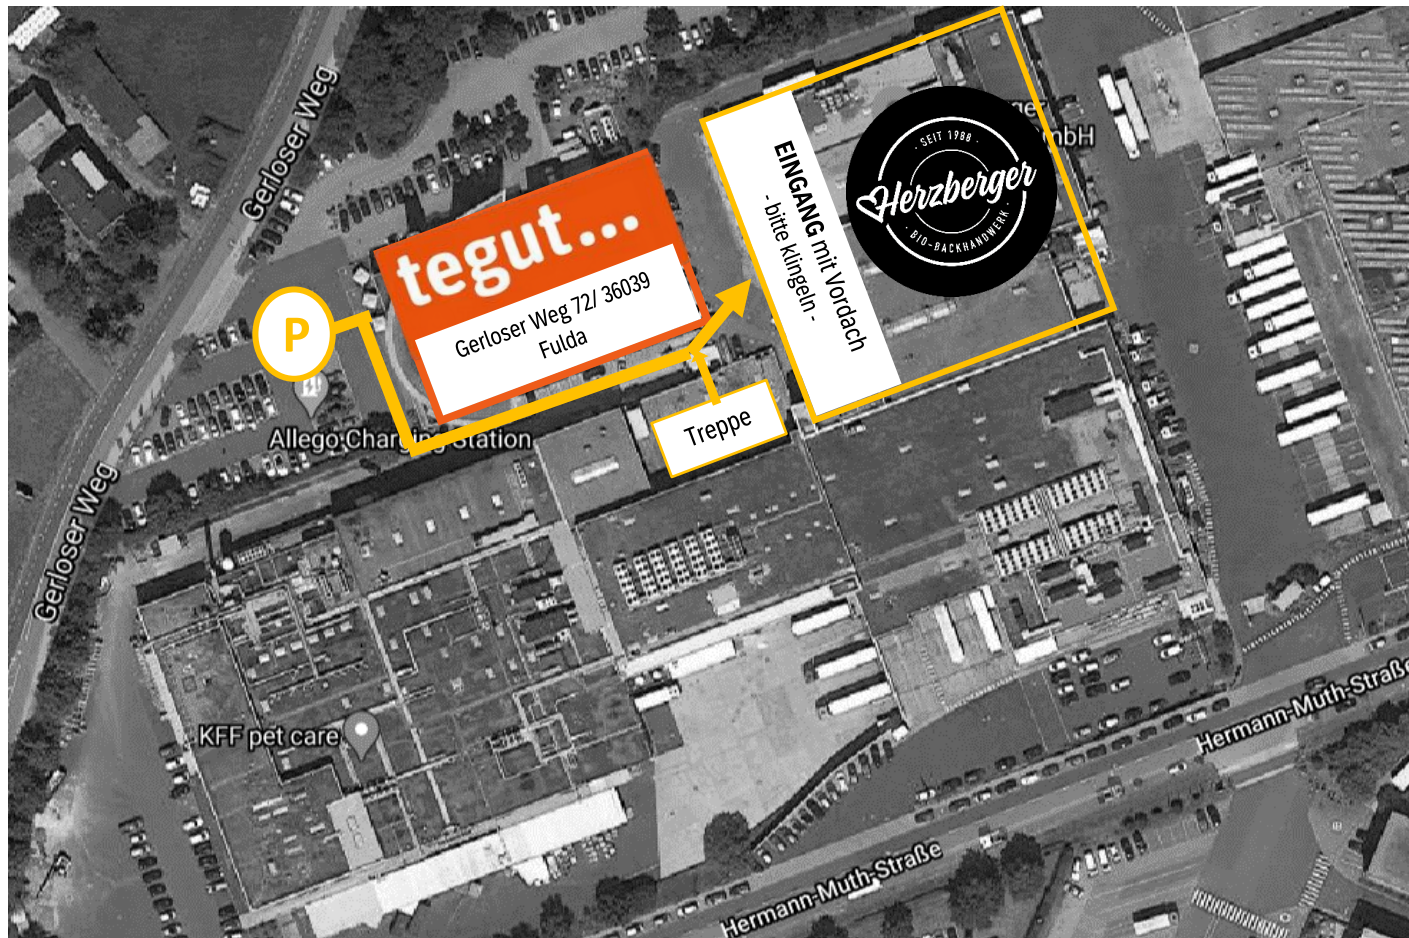 Gerloser Weg
tegut...
Gerloser Weg 72/ 36039
Fulda
EINGANG mit Vordach
- bitte klingeln -
· SEIT 1988 ·
Herzberger
· BIO-BACKHANDWERK ·
mbH
P
Treppe
Allego Charging Station
Gerloser Weg
KFF pet care
Hermann-Muth-Straße
Hermann-Muth-Straße